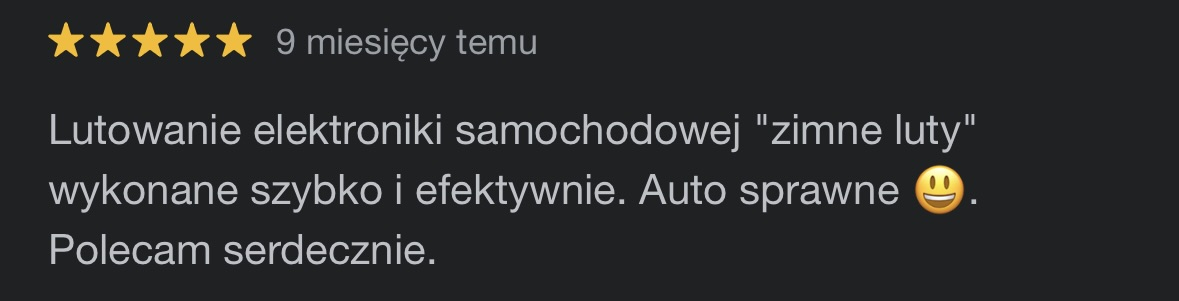 ★★★★★ 9 miesięcy temu
Lutowanie elektroniki samochodowej "zimne luty"
wykonane szybko i efektywnie. Auto sprawne 😃.
Polecam serdecznie.